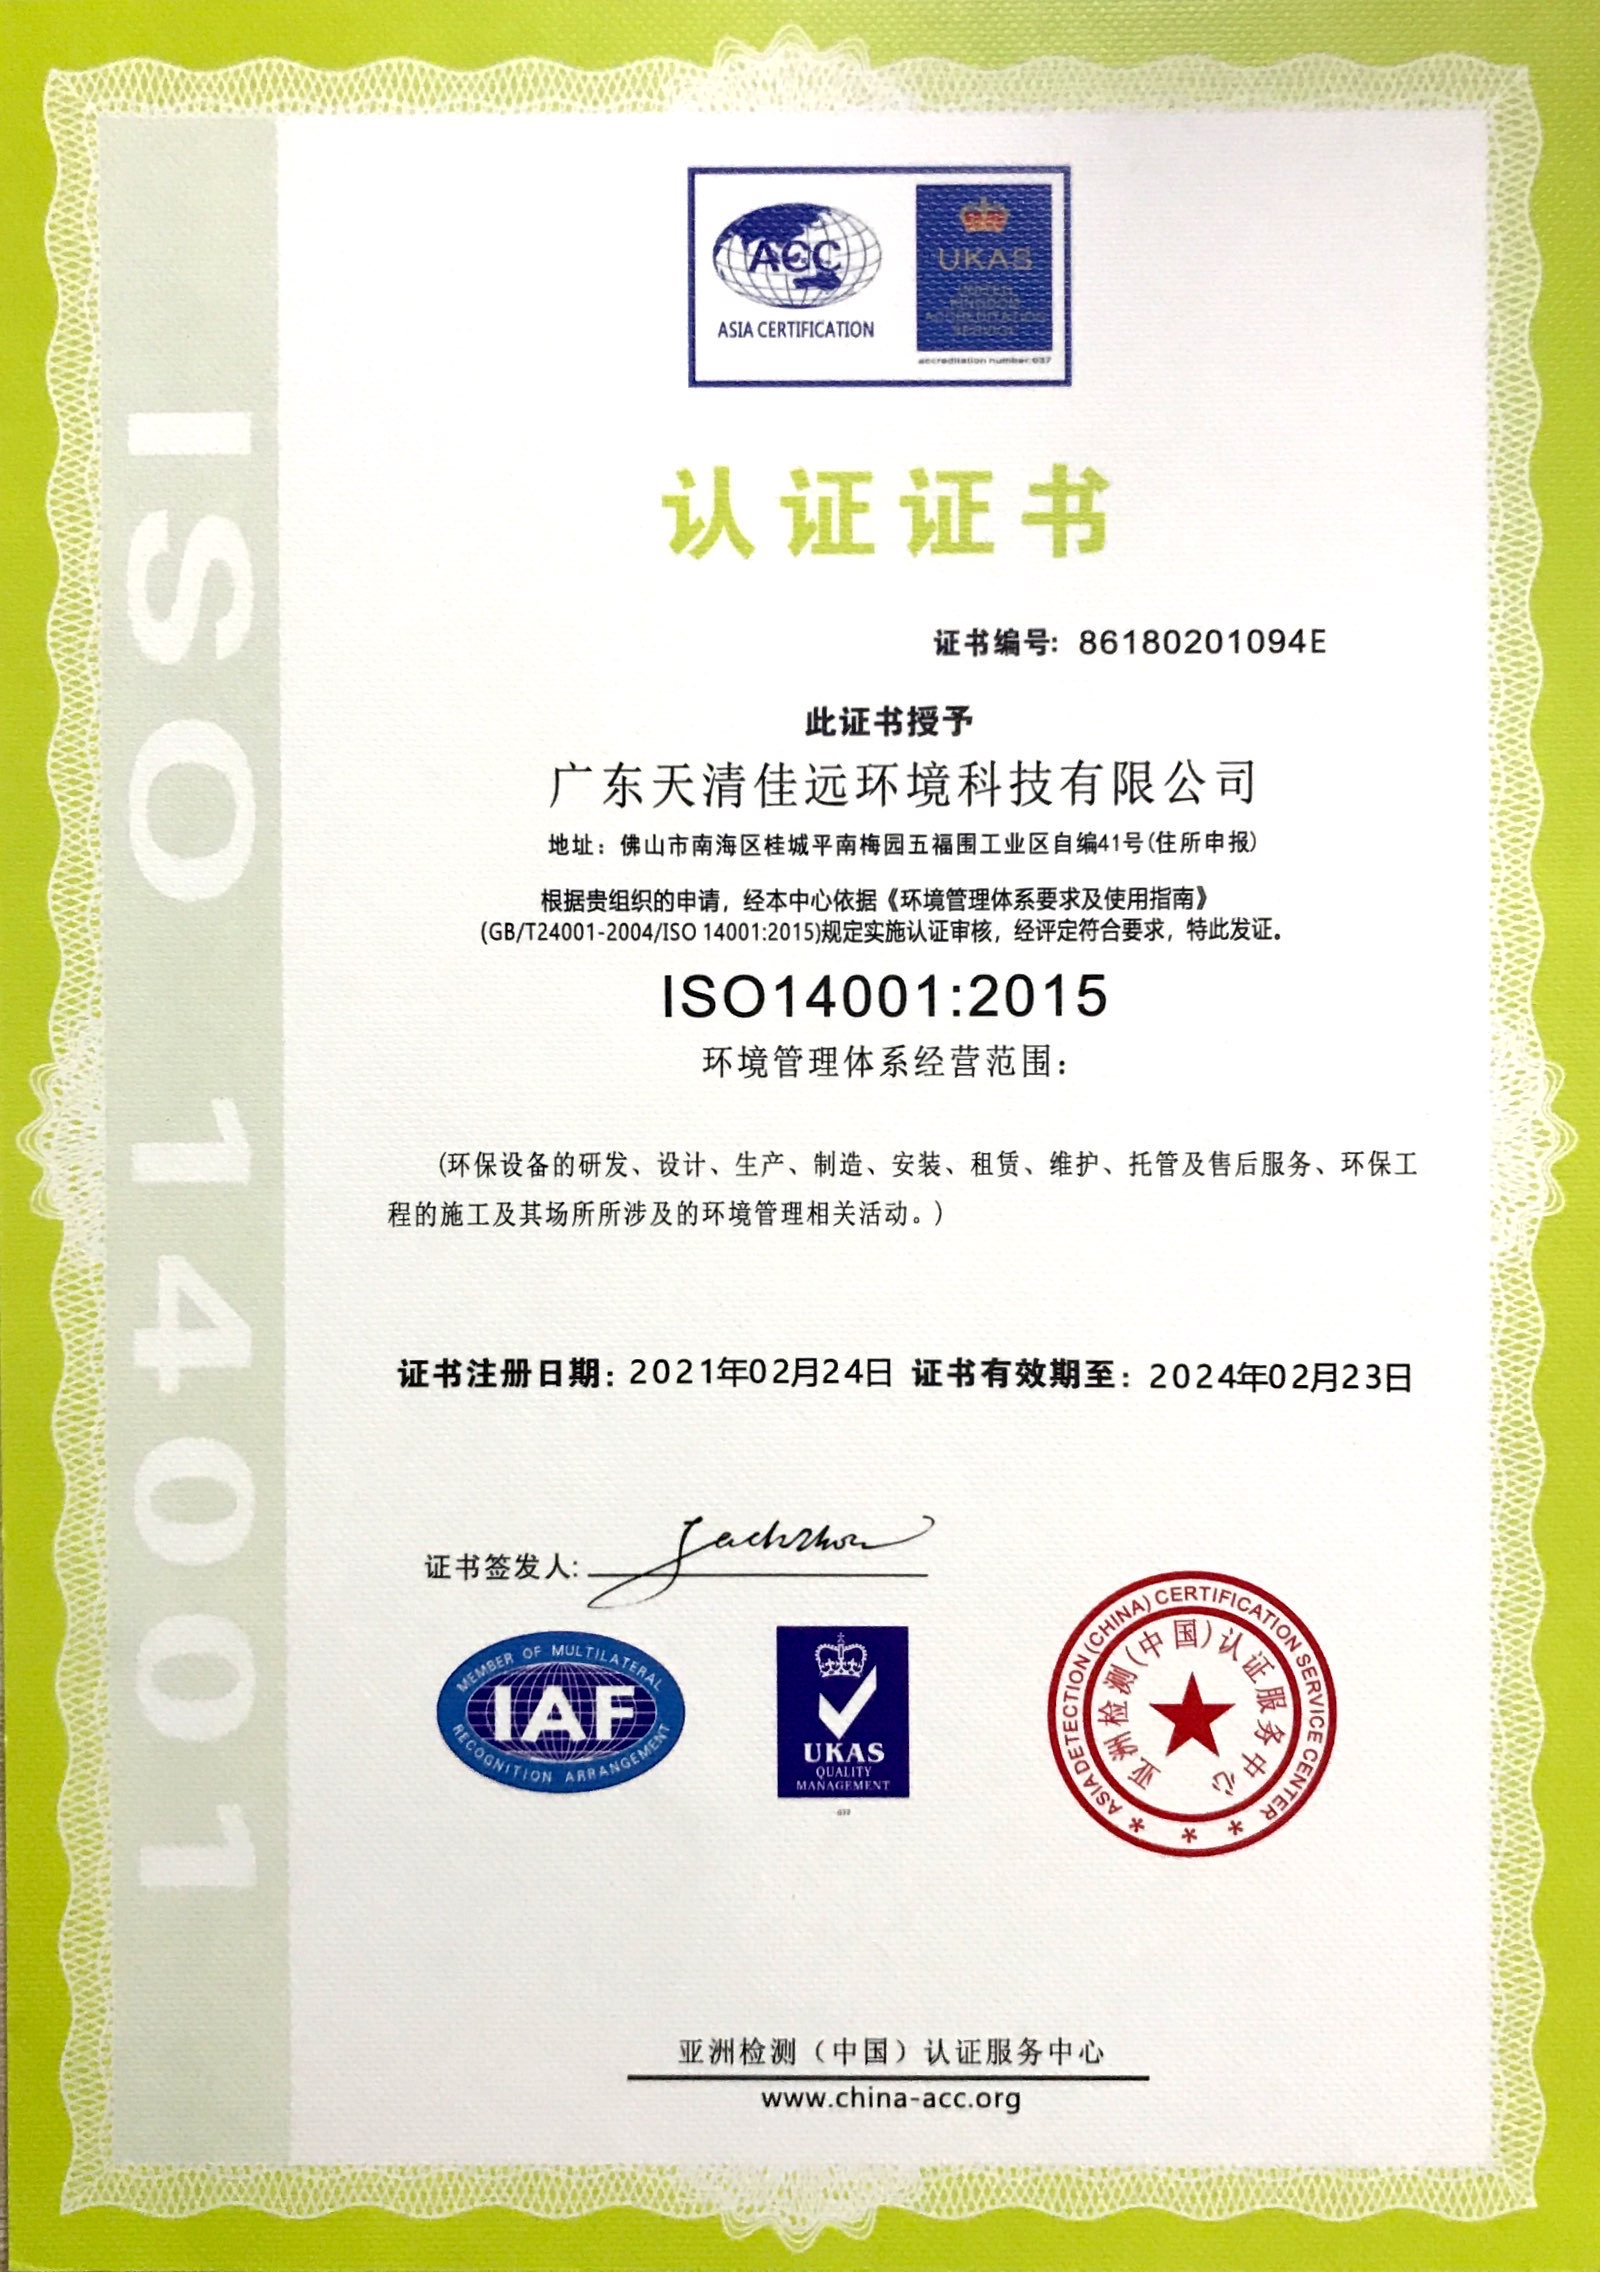 ACC
ASIA CERTIFICATION
UKAS
UNITED
KINGDOM
ACCREDITATION
SERVICE
accreditation number:037
认证证书
证书编号: 86180201094E
此证书授予
广东天清佳远环境科技有限公司
地址：佛山市南海区桂城平南梅园五福围工业区自编41号(住所申报)
根据贵组织的申请，经本中心依据《环境管理体系要求及使用指南》
(GB/T24001-2004/ISO 14001:2015)规定实施认证审核，经评定符合要求，特此发证。
ISO14001:2015
环境管理体系经营范围：
(环保设备的研发、设计、生产、制造、安装、租赁、维护、托管及售后服务、环保工
程的施工及其场所所涉及的环境管理相关活动。)
证书注册日期: 2021年02月24日 证书有效期至: 2024年02月23日
证书签发人:
MEMBER OF MULTILATERAL
IAF
RECOGNITION ARRANGEMENT
UKAS
QUALITY
MANAGEMENT
037
ASIA DETECTION (CHINA) CERTIFICATION SERVICE CENTER
亚洲检测(中国)认证服务中心
* * *
亚洲检测（中国）认证服务中心
www.china-acc.org
ISO 14001